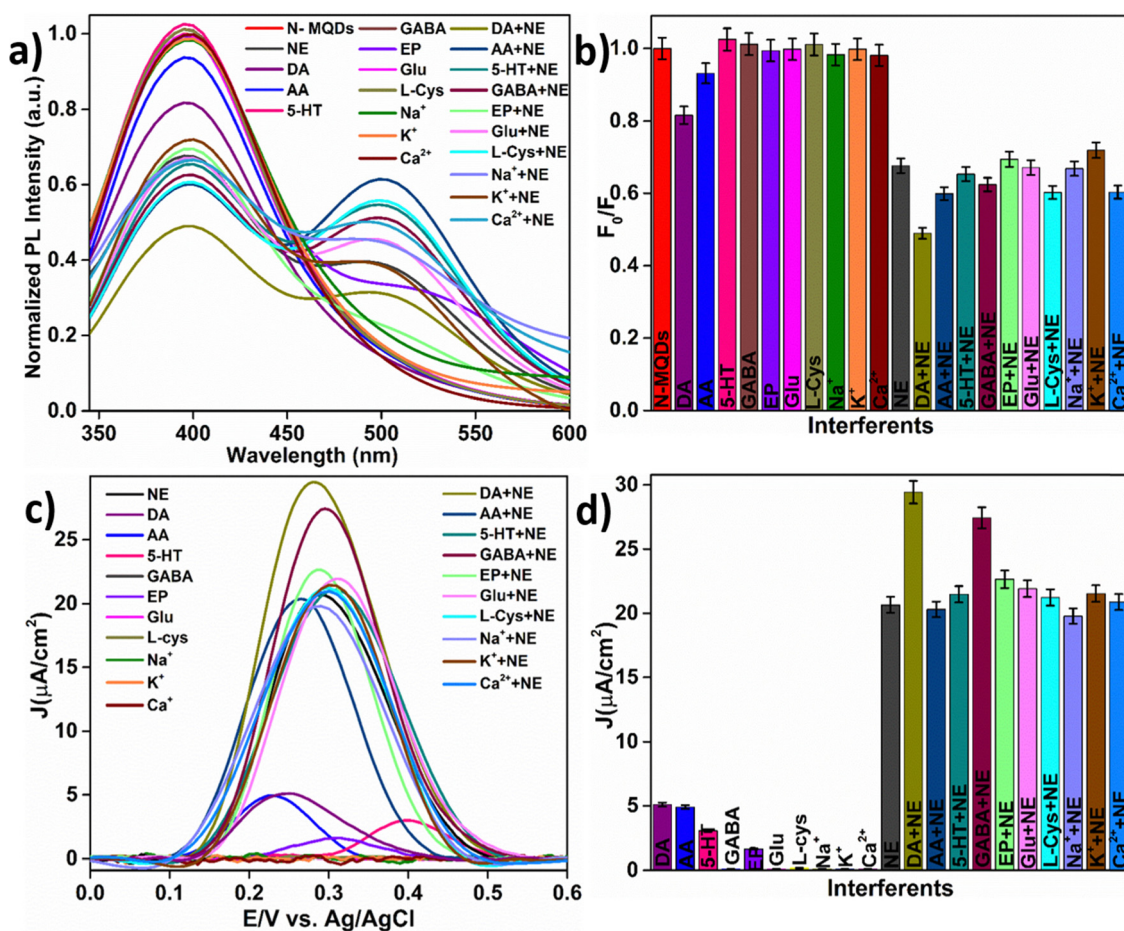 a)
Normalized PL Intensity (a.u.)
1.0
0.8
0.6
0.4
0.2
0.0
350
400
450
500
550
600
Wavelength (nm)
N- MQDs
NE
DA
AA
5-HT
GABA
EP
Glu
L-Cys
Na⁺
K⁺
Ca²⁺
DA+NE
AA+NE
5-HT+NE
GABA+NE
EP+NE
Glu+NE
L-Cys+NE
Na⁺+NE
K⁺+NE
Ca²⁺+NE
b)
F₀/F₀
1.0
0.8
0.6
0.4
0.2
0.0
N-MQDs
DA
AA
5-HT
GABA
EP
Glu
L-Cys
Na⁺
K⁺
Ca²⁺
NE
DA+NE
AA+NE
5-HT+NE
GABA+NE
EP+NE
Glu+NE
L-Cys+NE
Na⁺+NE
K⁺+NE
Ca²⁺+NE
Interferents
c)
J(µA/cm²)
25
20
15
10
5
0
0.0
0.1
0.2
0.3
0.4
0.5
0.6
E/V vs. Ag/AgCl
NE
DA
AA
5-HT
GABA
EP
Glu
L-cys
Na⁺
K⁺
Ca⁺
DA+NE
AA+NE
5-HT+NE
GABA+NE
EP+NE
Glu+NE
L-Cys+NE
Na⁺+NE
K⁺+NE
Ca²⁺+NE
d)
J(µA/cm²)
30
25
20
15
10
5
0
DA
AA
5-HT
GABA
EP
Glu
L-cys
Na⁺
K⁺
Ca²⁺
NE
DA+NE
AA+NE
5-HT+NE
GABA+NE
EP+NE
Glu+NE
L-Cys+NE
Na⁺+NE
K⁺+NE
Ca²⁺+NE
Interferents